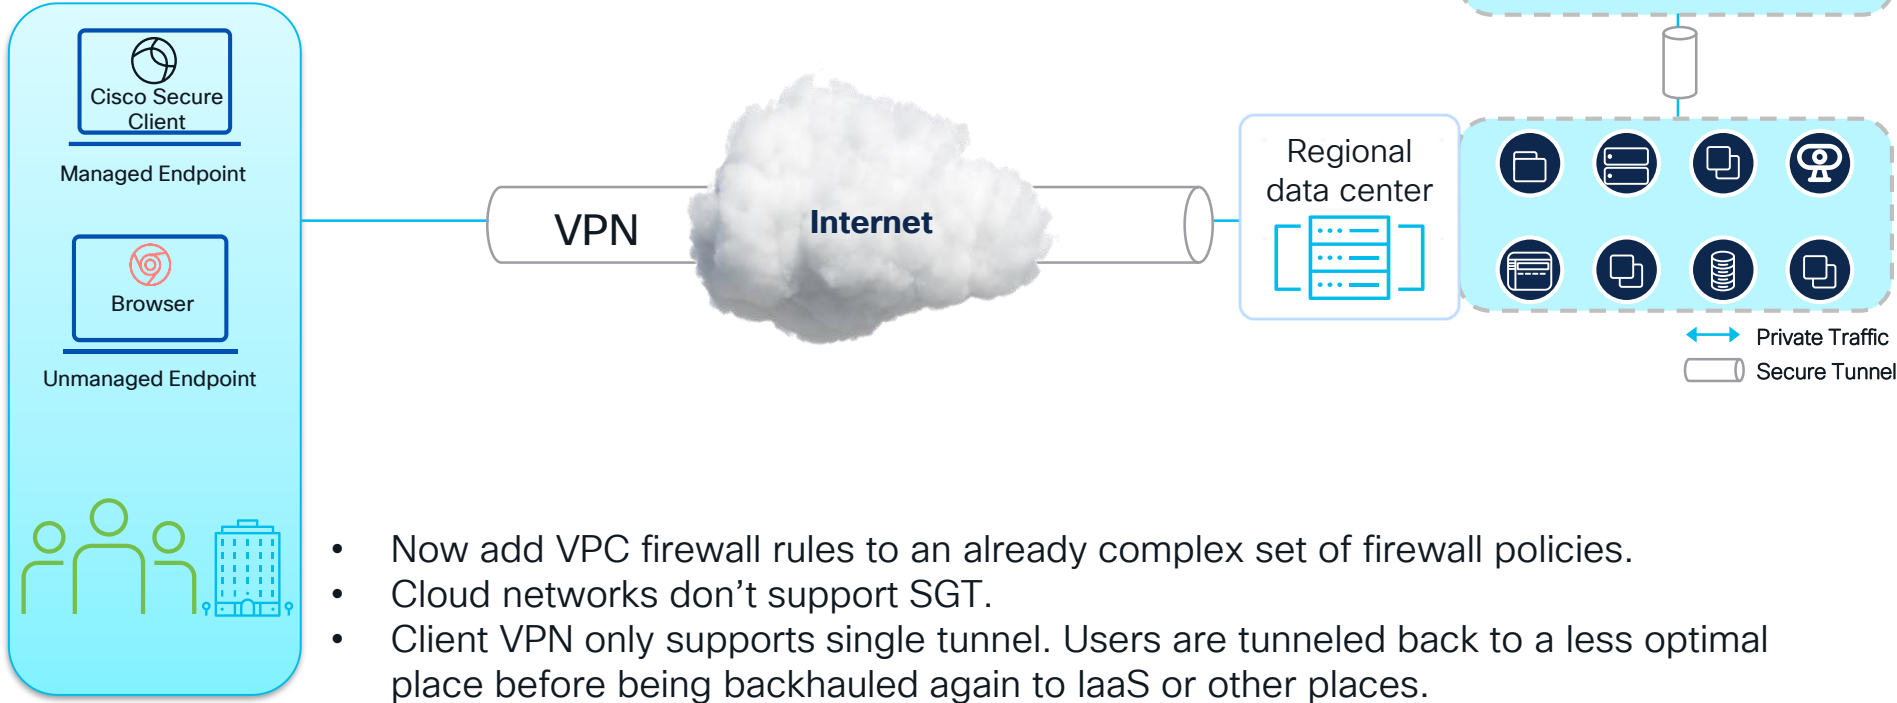 Cisco Secure
Client
Managed Endpoint
Browser
Unmanaged Endpoint
VPN
Internet
Regional
data center
Private Traffic
Secure Tunnel
• Now add VPC firewall rules to an already complex set of firewall policies.
• Cloud networks don’t support SGT.
• Client VPN only supports single tunnel. Users are tunneled back to a less optimal
place before being backhauled again to IaaS or other places.